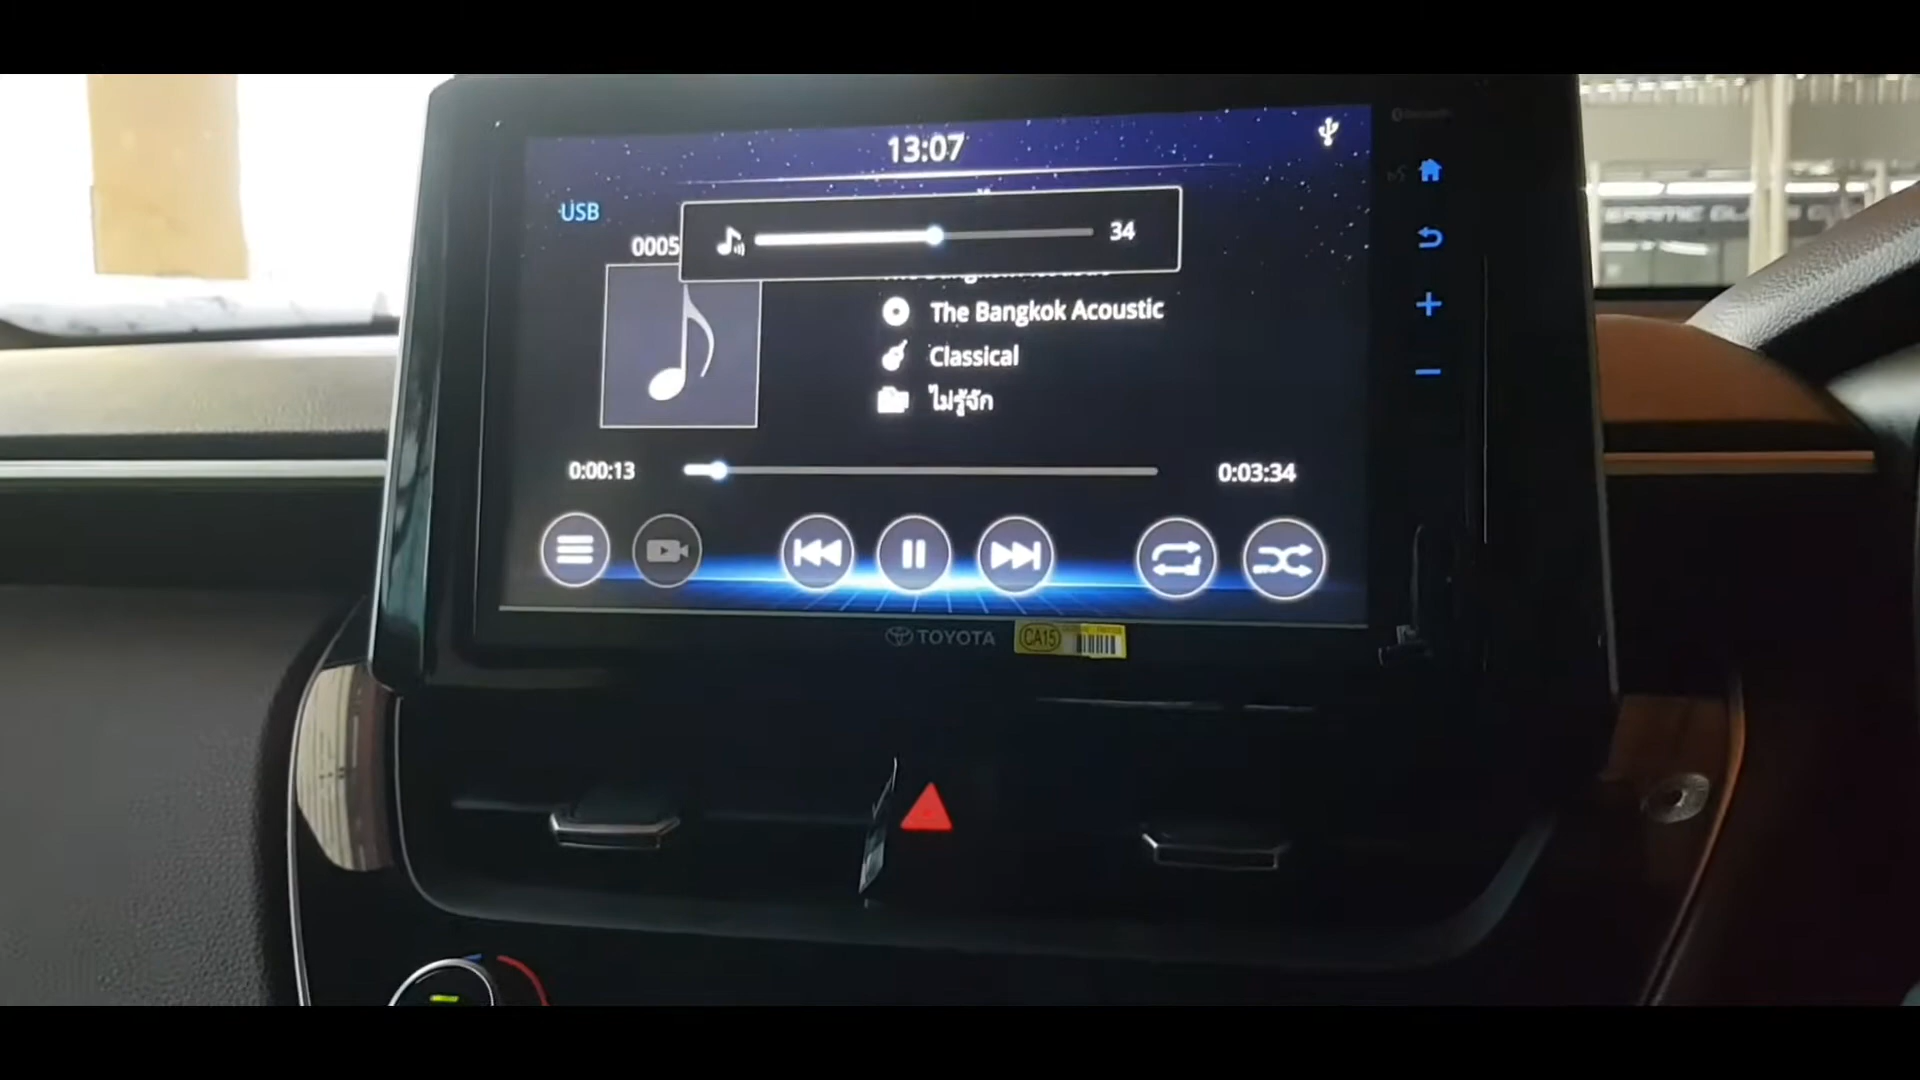 13:07
USB
34
0005
The Bangkok Acoustic
Classical
ไม่รู้จัก
0:00:13
0:03:34
TOYOTA
CA15